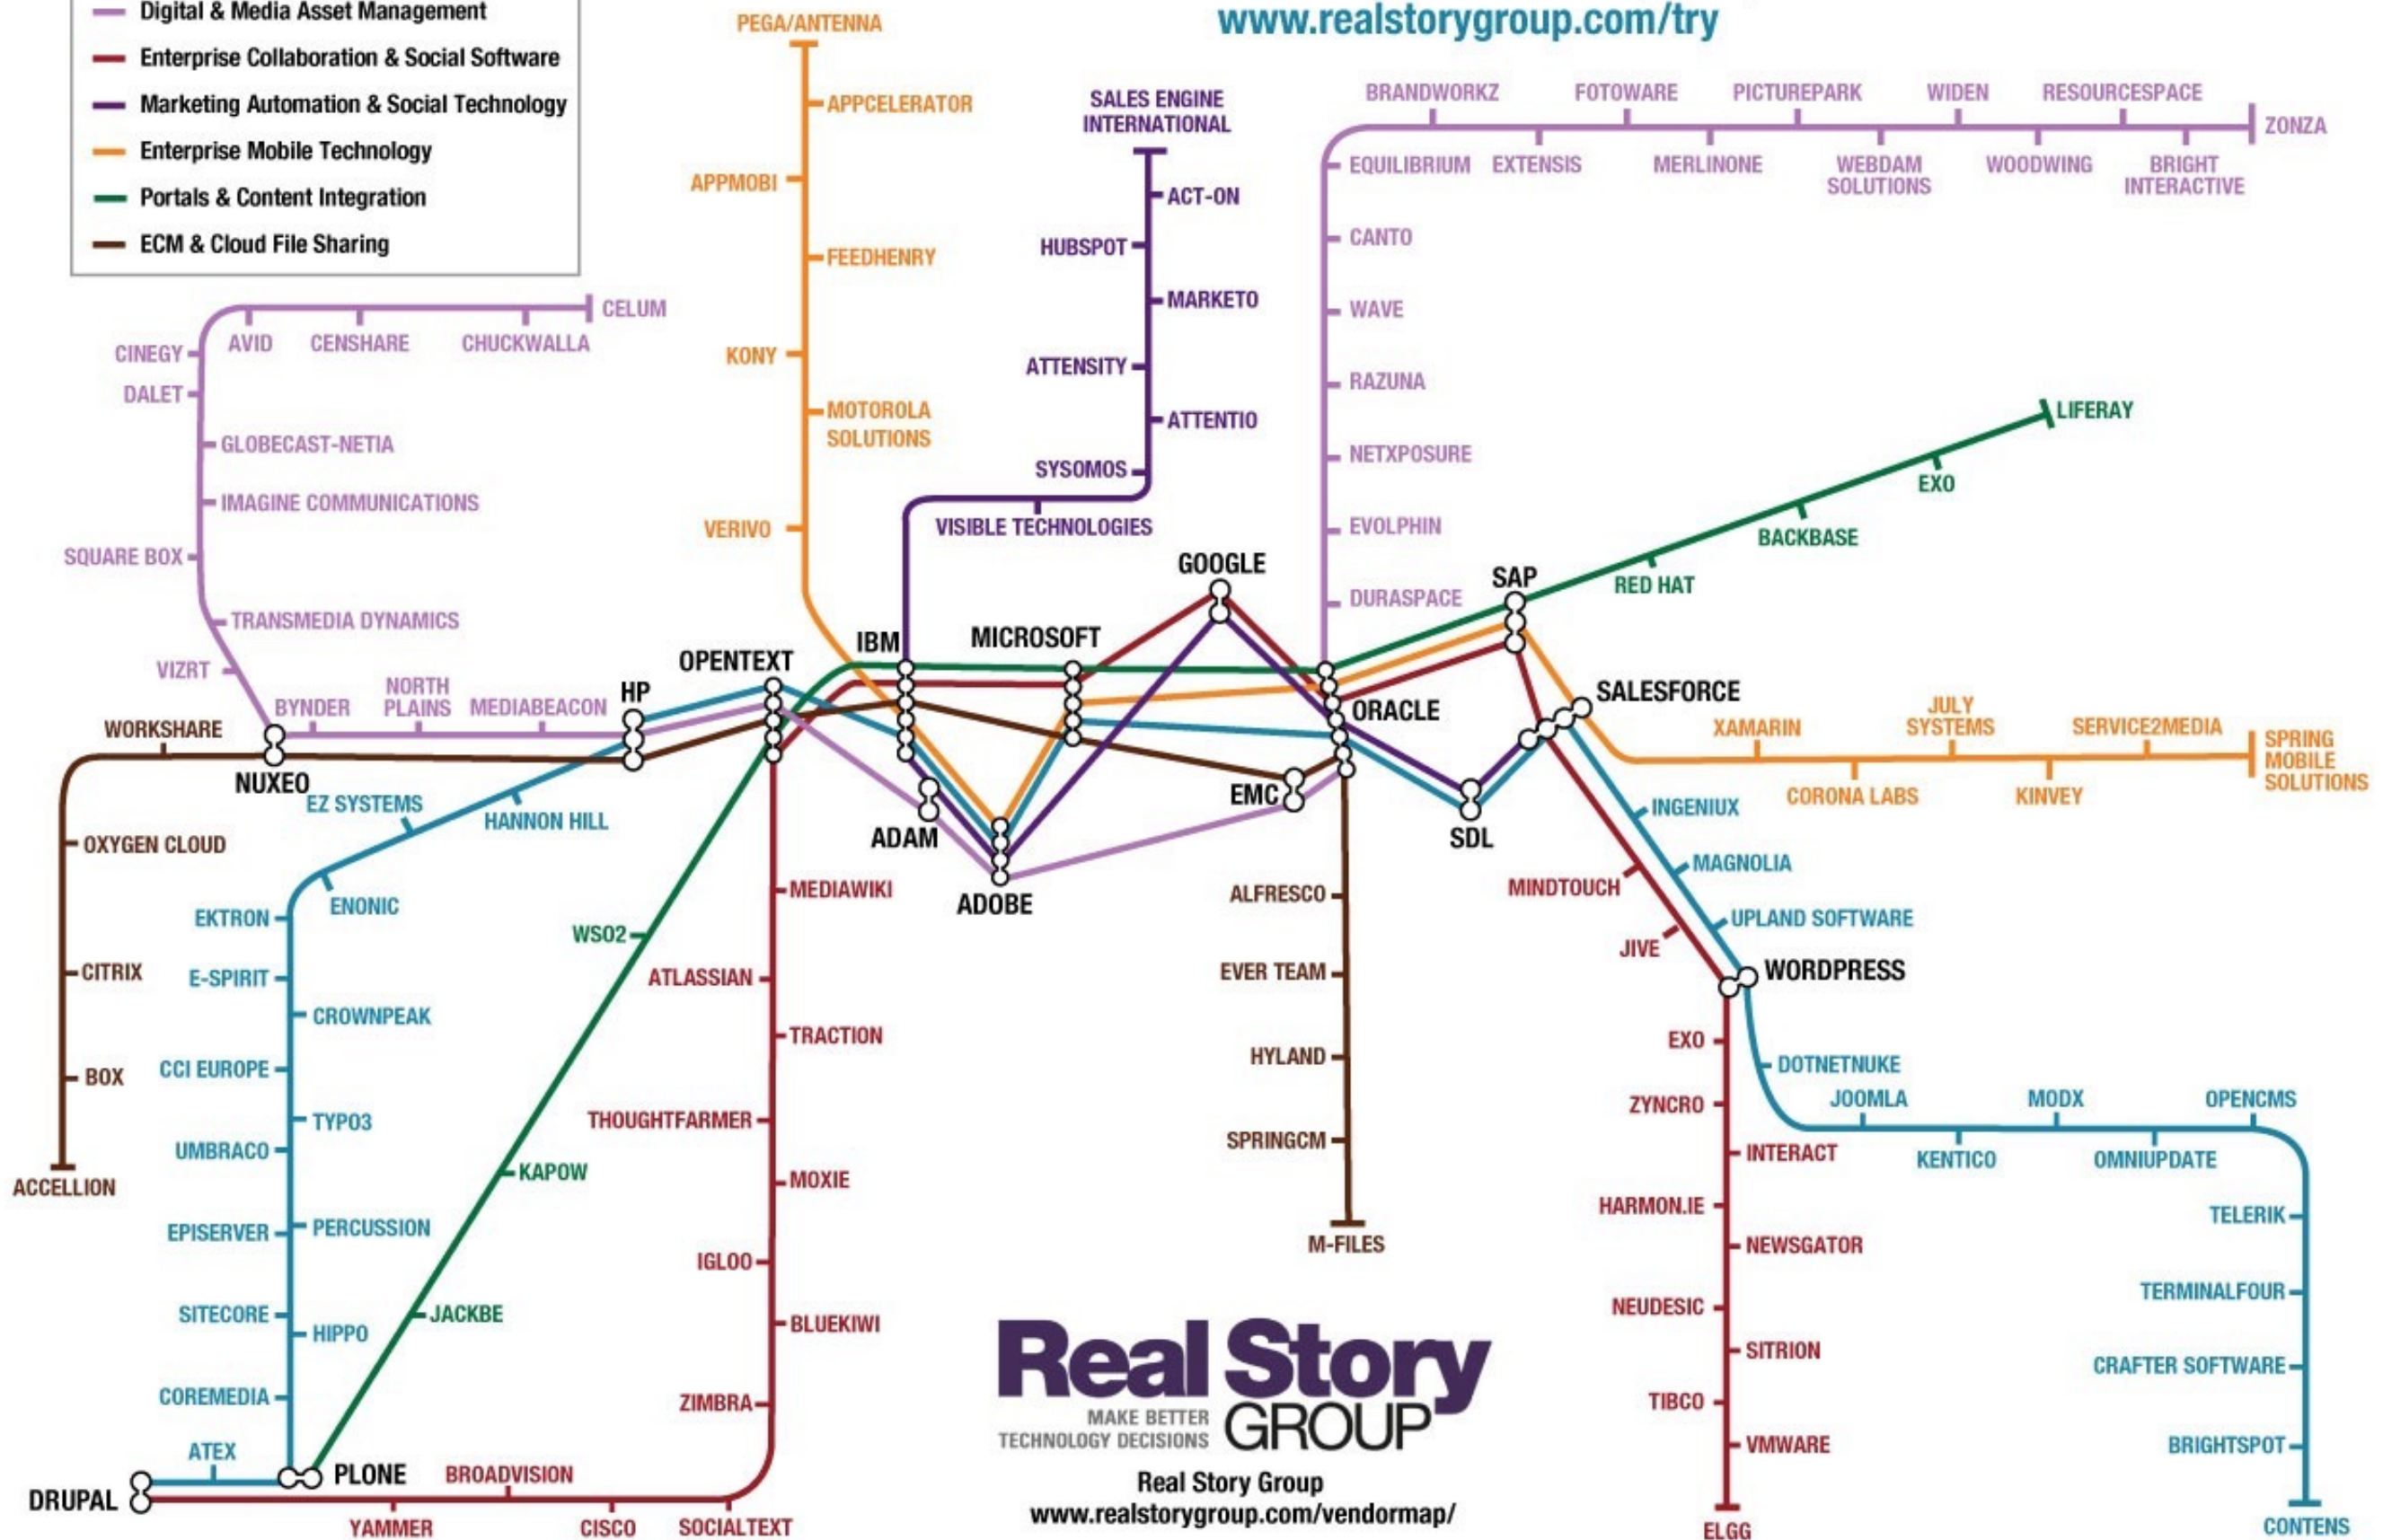 Digital & Media Asset Management
Enterprise Collaboration & Social Software
Marketing Automation & Social Technology
Enterprise Mobile Technology
Portals & Content Integration
ECM & Cloud File Sharing
www.realstorygroup.com/try
PEGA/ANTENNA
APPCELERATOR
APPMOBI
FEEDHENRY
KONY
MOTOROLA
SOLUTIONS
VERIVO
SALES ENGINE
INTERNATIONAL
ACT-ON
HUBSPOT
MARKETO
ATTENSITY
ATTENTIO
SYSOMOS
VISIBLE TECHNOLOGIES
BRANDWORKZ
FOTOWARE
PICTUREPARK
WIDEN
RESOURCESPACE
ZONZA
EQUILIBRIUM
EXTENSIS
MERLINONE
WEBDAM
SOLUTIONS
WOODWING
BRIGHT
INTERACTIVE
CANTO
WAVE
RAZUNA
NETXPOSURE
EVOLPHIN
DURASPACE
LIFERAY
EXO
BACKBASE
RED HAT
CELUM
AVID
CENSHARE
CHUCKWALLA
CINEGY
DALET
GLOBECAST-NETIA
IMAGINE COMMUNICATIONS
SQUARE BOX
TRANSMEDIA DYNAMICS
VIZRT
BYNDER
NORTH
PLAINS
MEDIABEACON
HP
OPENTEXT
IBM
MICROSOFT
GOOGLE
SAP
ORACLE
SALESFORCE
WORKSHARE
NUXEO
EZ SYSTEMS
HANNON HILL
ENONIC
ADAM
ADOBE
EMC
SDL
XAMARIN
JULY
SYSTEMS
SERVICE2MEDIA
SPRING
MOBILE
SOLUTIONS
CORONA LABS
KINVEY
INGENIUX
MAGNOLIA
UPLAND SOFTWARE
MINDTOUCH
JIVE
WORDPRESS
OXYGEN CLOUD
CITRIX
BOX
ACCELLION
EKTRON
E-SPIRIT
CROWNPEAK
CCI EUROPE
TYPO3
UMBRACO
EPISERVER
PERCUSSION
SITECORE
HIPPO
COREMEDIA
ATEX
DRUPAL
PLONE
WSO2
KAPOW
JACKBE
MEDIAWIKI
ATLASSIAN
TRACTION
THOUGHTFARMER
MOXIE
IGLOO
BLUEKIWI
ZIMBRA
BROADVISION
YAMMER
CISCO
SOCIALTEXT
ALFRESCO
EVER TEAM
HYLAND
SPRINGCM
M-FILES
EXO
ZYNCRO
INTERACT
HARMON.IE
NEWSGATOR
NEUDESIC
SITRION
TIBCO
VMWARE
ELGG
DOTNETNUKE
JOOMLA
MODX
OPENCMS
KENTICO
OMNIUPDATE
TELERIK
TERMINALFOUR
CRAFTER SOFTWARE
BRIGHTSPOT
CONTENS
Real Story
GROUP
MAKE BETTER
TECHNOLOGY DECISIONS
Real Story Group
www.realstorygroup.com/vendormap/